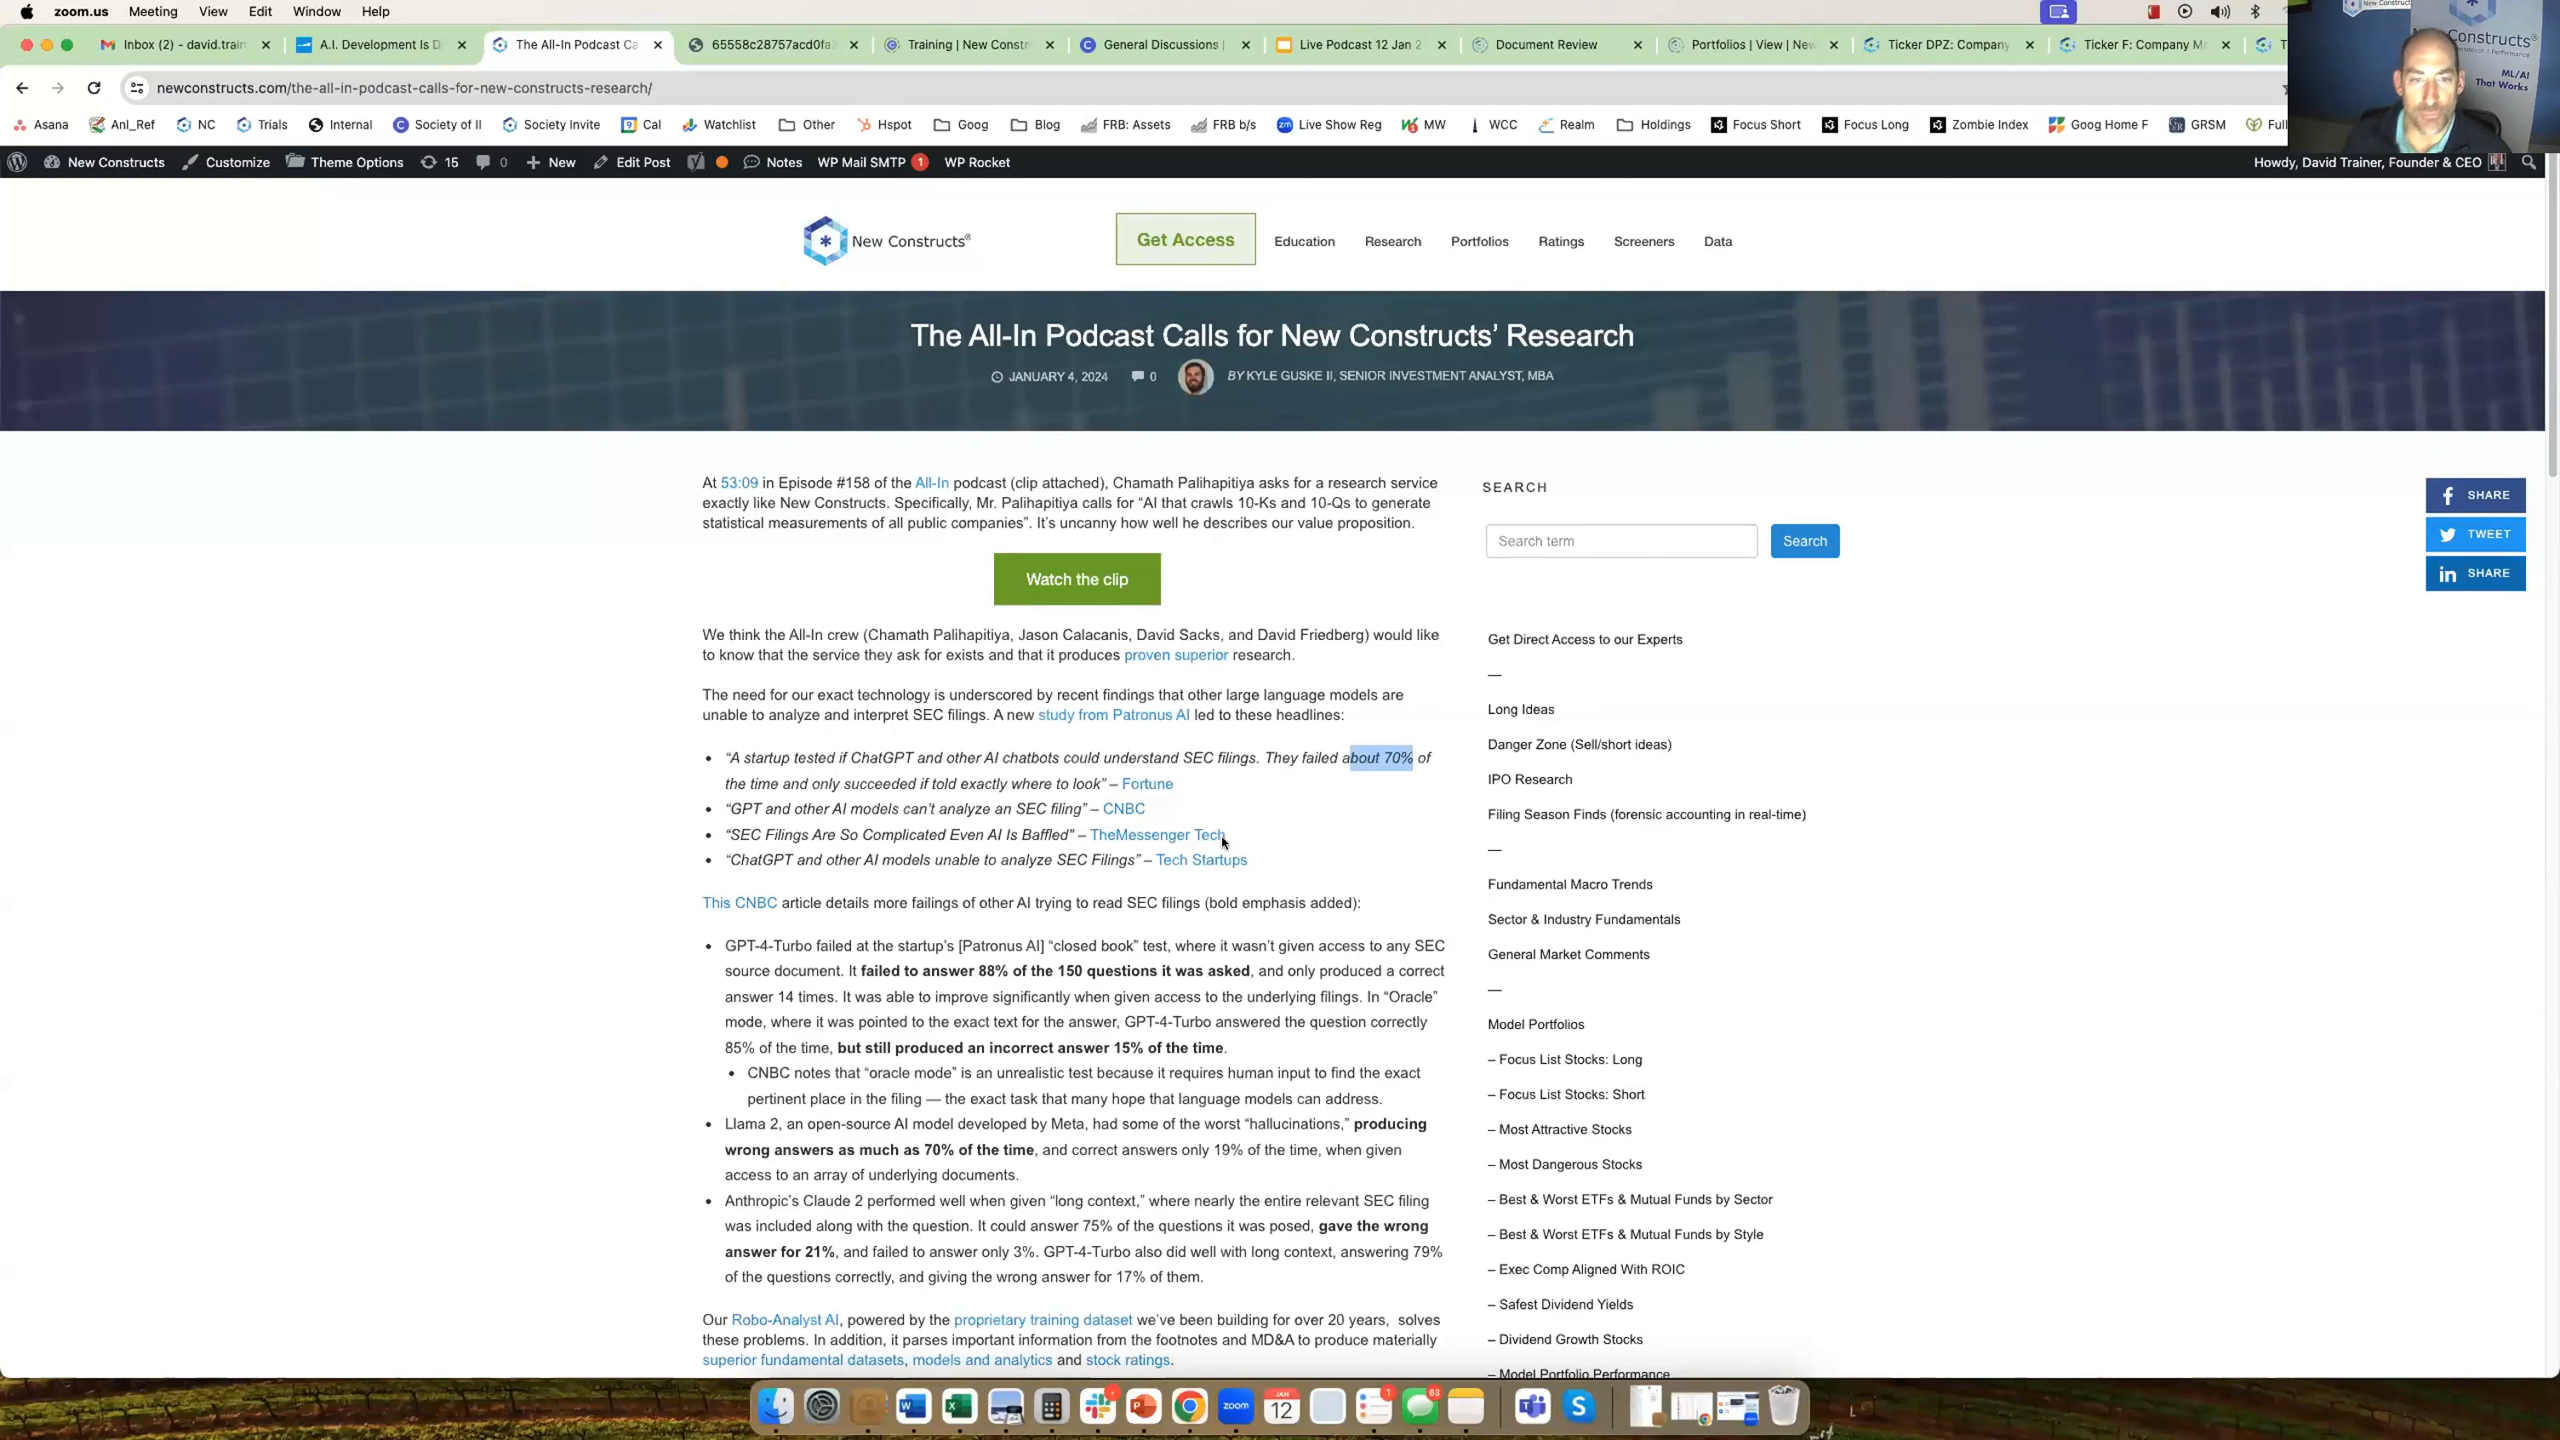 zoom.us Meeting View Edit Window Help
Inbox (2) - david.train
A.I. Development Is D
The All-In Podcast Ca
65558c28757acd0fa
Training | New Constr
General Discussions |
Live Podcast 12 Jan 2
Document Review
Portfolios | View | New
Ticker DPZ: Company
Ticker F: Company M
newconstructs.com/the-all-in-podcast-calls-for-new-constructs-research/
Asana Anl_Ref NC Trials Internal Society of II Society Invite Cal Watchlist Other Hspot Goog Blog FRB: Assets FRB b/s Live Show Reg MW WCC Realm Holdings Focus Short Focus Long Zombie Index Goog Home F GRSM Full
New Constructs Customize Theme Options 15 0 New Edit Post Notes WP Mail SMTP 1 WP Rocket
Howdy, David Trainer, Founder & CEO
ML/AI
That Works
New Constructs®
Get Access
Education Research Portfolios Ratings Screeners Data
The All-In Podcast Calls for New Constructs’ Research
JANUARY 4, 2024 0 BY KYLE GUSKE II, SENIOR INVESTMENT ANALYST, MBA
At 53:09 in Episode #158 of the All-In podcast (clip attached), Chamath Palihapitiya asks for a research service
exactly like New Constructs. Specifically, Mr. Palihapitiya calls for “AI that crawls 10-Ks and 10-Qs to generate
statistical measurements of all public companies”. It’s uncanny how well he describes our value proposition.
Watch the clip
We think the All-In crew (Chamath Palihapitiya, Jason Calacanis, David Sacks, and David Friedberg) would like
to know that the service they ask for exists and that it produces proven superior research.
The need for our exact technology is underscored by recent findings that other large language models are
unable to analyze and interpret SEC filings. A new study from Patronus AI led to these headlines:
• “A startup tested if ChatGPT and other AI chatbots could understand SEC filings. They failed about 70% of
the time and only succeeded if told exactly where to look” – Fortune
• “GPT and other AI models can’t analyze an SEC filing” – CNBC
• “SEC Filings Are So Complicated Even AI Is Baffled” – TheMessenger Tech
• “ChatGPT and other AI models unable to analyze SEC Filings” – Tech Startups
This CNBC article details more failings of other AI trying to read SEC filings (bold emphasis added):
• GPT-4-Turbo failed at the startup’s [Patronus AI] “closed book” test, where it wasn’t given access to any SEC
source document. It failed to answer 88% of the 150 questions it was asked, and only produced a correct
answer 14 times. It was able to improve significantly when given access to the underlying filings. In “Oracle”
mode, where it was pointed to the exact text for the answer, GPT-4-Turbo answered the question correctly
85% of the time, but still produced an incorrect answer 15% of the time.
• CNBC notes that “oracle mode” is an unrealistic test because it requires human input to find the exact
pertinent place in the filing — the exact task that many hope that language models can address.
• Llama 2, an open-source AI model developed by Meta, had some of the worst “hallucinations,” producing
wrong answers as much as 70% of the time, and correct answers only 19% of the time, when given
access to an array of underlying documents.
• Anthropic’s Claude 2 performed well when given “long context,” where nearly the entire relevant SEC filing
was included along with the question. It could answer 75% of the questions it was posed, gave the wrong
answer for 21%, and failed to answer only 3%. GPT-4-Turbo also did well with long context, answering 79%
of the questions correctly, and giving the wrong answer for 17% of them.
Our Robo-Analyst AI, powered by the proprietary training dataset we’ve been building for over 20 years, solves
these problems. In addition, it parses important information from the footnotes and MD&A to produce materially
superior fundamental datasets, models and analytics and stock ratings.
SEARCH
Search term
Search
Get Direct Access to our Experts
—
Long Ideas
Danger Zone (Sell/short ideas)
IPO Research
Filing Season Finds (forensic accounting in real-time)
—
Fundamental Macro Trends
Sector & Industry Fundamentals
General Market Comments
—
Model Portfolios
– Focus List Stocks: Long
– Focus List Stocks: Short
– Most Attractive Stocks
– Most Dangerous Stocks
– Best & Worst ETFs & Mutual Funds by Sector
– Best & Worst ETFs & Mutual Funds by Style
– Exec Comp Aligned With ROIC
– Safest Dividend Yields
– Dividend Growth Stocks
– Model Portfolio Performance
SHARE
TWEET
SHARE
zoom
JAN
12
1
63